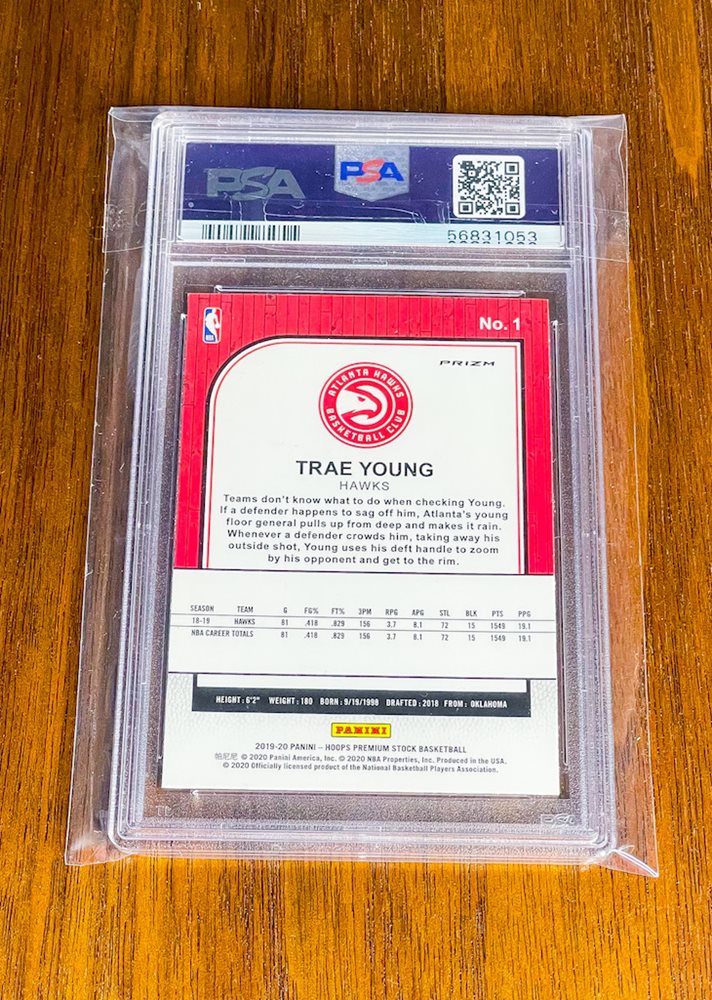 PSA PSA
56831053
No. 1
PRIZM
ATLANTA HAWKS
BASKETBALL CLUB
TRAE YOUNG
HAWKS
Teams don't know what to do when checking Young.
If a defender happens to sag off him, Atlanta's young
floor general pulls up from deep and makes it rain.
Whenever a defender crowds him, taking away his
outside shot, Young uses his deft handle to zoom
by his opponent and get to the rim.
SEASON TEAM G FG% FT% 3PM RPG APG STL BLK PTS PPG
18-19 HAWKS 81 .418 .829 156 3.7 8.1 72 15 1549 19.1
NBA CAREER TOTALS 81 .418 .829 156 3.7 8.1 72 15 1549 19.1
HEIGHT: 6'2" WEIGHT: 180 BORN: 9/19/1998 DRAFTED: 2018 FROM: OKLAHOMA
PANINI
2019-20 PANINI – HOOPS PREMIUM STOCK BASKETBALL
帕尼尼 © 2020 Panini America, Inc. © 2020 NBA Properties, Inc. Produced in the USA.
© 2020 Officially licensed product of the National Basketball Players Association.
PSA